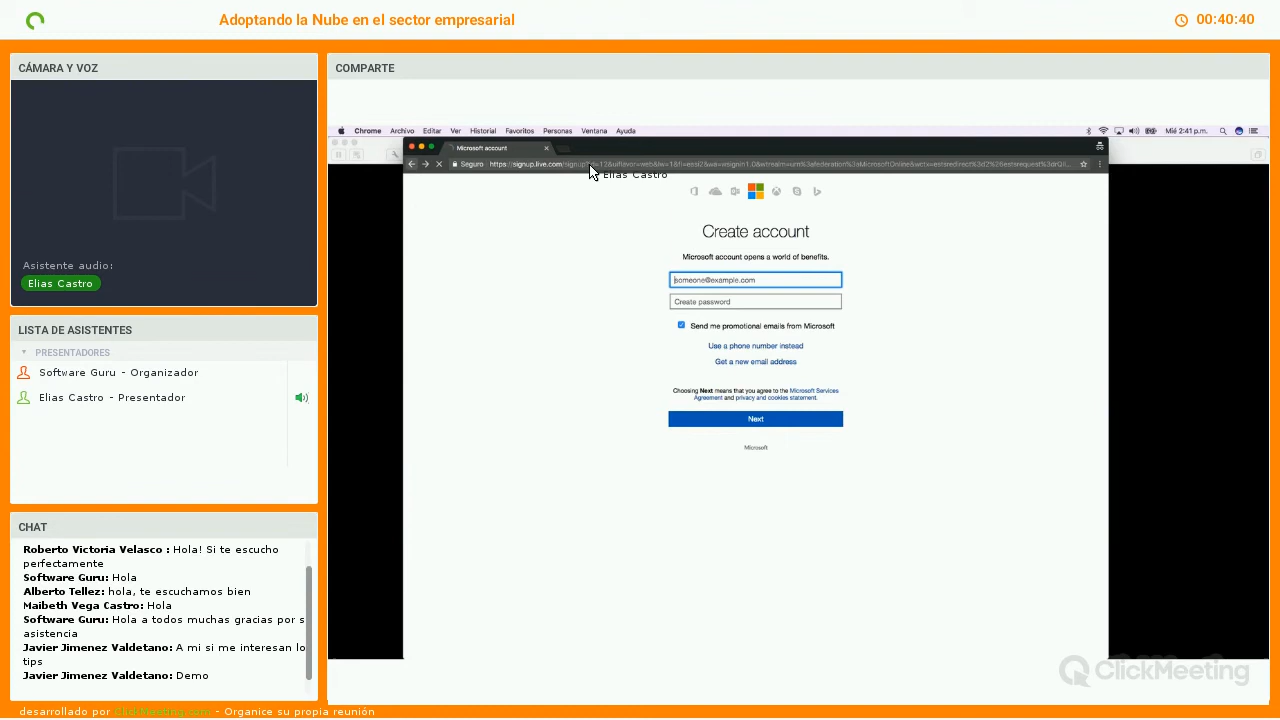 Adoptando la Nube en el sector empresarial
00:40:40
CÁMARA Y VOZ
Asistente audio:
Elias Castro
LISTA DE ASISTENTES
PRESENTADORES
Software Guru - Organizador
Elias Castro - Presentador
CHAT
Roberto Victoria Velasco : Hola! Si te escucho
perfectamente
Software Guru: Hola
Alberto Tellez: hola, te escuchamos bien
Maibeth Vega Castro: Hola
Software Guru: Hola a todos muchas gracias por s
asistencia
Javier Jimenez Valdetano: A mi si me interesan lo
tips
Javier Jimenez Valdetano: Demo
COMPARTE
Chrome Archivo Editar Ver Historial Favoritos Personas Ventana Ayuda Mié 2:41 p.m.
Microsoft account
Seguro https://signup.live.com/signup
Elias Castro
Create account
Microsoft account opens a world of benefits.
someone@example.com
Create password
Send me promotional emails from Microsoft
Use a phone number instead
Get a new email address
Choosing Next means that you agree to the Microsoft Services
Agreement and privacy and cookies statement.
Next
Microsoft
ClickMeeting
desarrollado por ClickMeeting.com - Organice su propia reunión